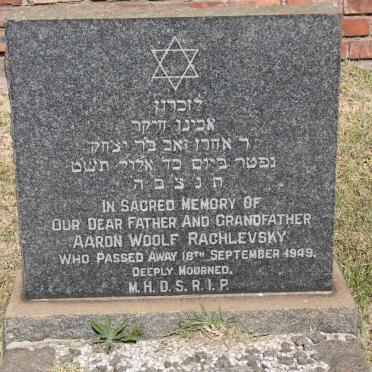 לזכרון
אבינו היקר
ר אהרן זאב בר יצחק
נפטר ביום כד אלול תשט
ת נ צ ב ה
IN SACRED MEMORY OF
OUR DEAR FATHER AND GRANDFATHER
AARON WOOLF RACHLEVSKY
WHO PASSED AWAY 18TH SEPTEMBER 1949.
DEEPLY MOURNED.
M.H.D.S.R.I.P.